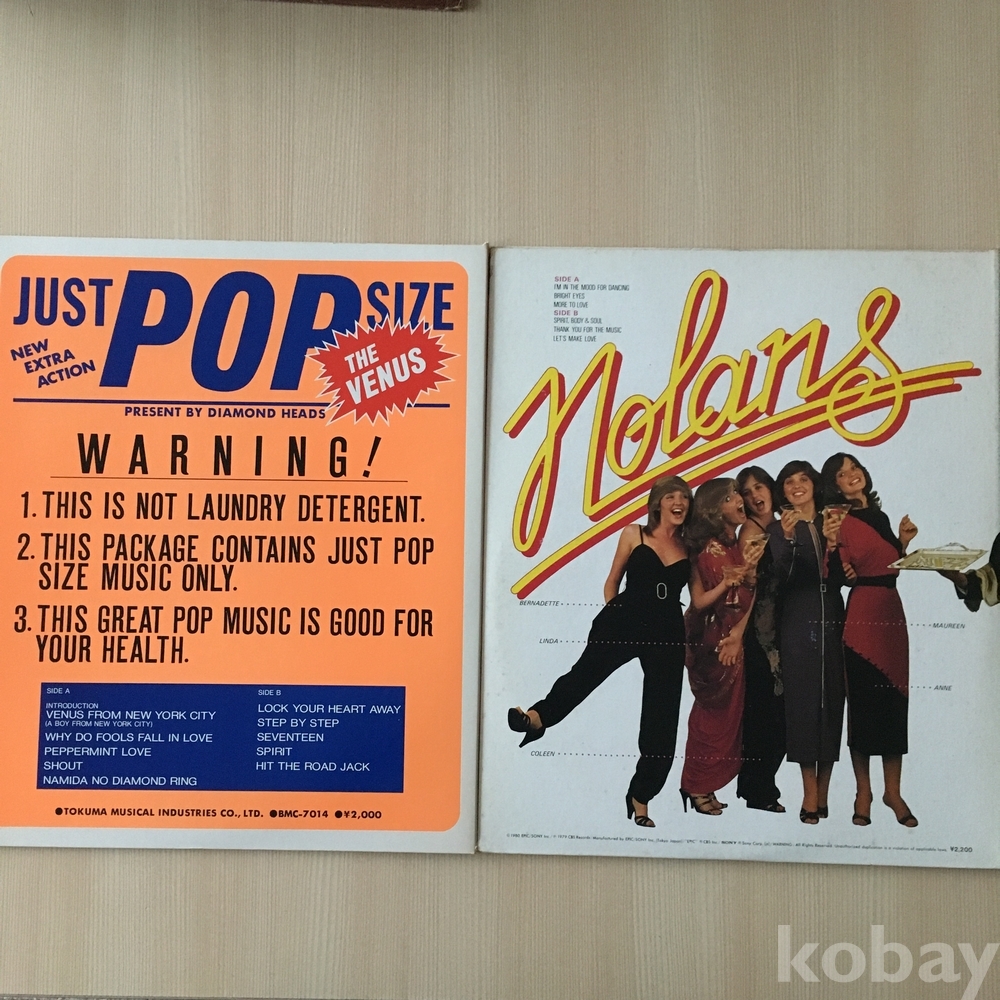 JUST POP SIZE
NEW
EXTRA
ACTION
THE
VENUS
PRESENT BY DIAMOND HEADS
WARNING!
1. THIS IS NOT LAUNDRY DETERGENT.
2. THIS PACKAGE CONTAINS JUST POP
SIZE MUSIC ONLY.
3. THIS GREAT POP MUSIC IS GOOD FOR
YOUR HEALTH.
SIDE A
INTRODUCTION
VENUS FROM NEW YORK CITY
(A BOY FROM NEW YORK CITY)
WHY DO FOOLS FALL IN LOVE
PEPPERMINT LOVE
SHOUT
NAMIDA NO DIAMOND RING
SIDE B
LOCK YOUR HEART AWAY
STEP BY STEP
SEVENTEEN
SPIRIT
HIT THE ROAD JACK
●TOKUMA MUSICAL INDUSTRIES CO., LTD. ●BMC-7014 ●¥2,000
SIDE A
I'M IN THE MOOD FOR DANCING
BRIGHT EYES
MORE TO LOVE
SIDE B
SPIRIT, BODY & SOUL
THANK YOU FOR THE MUSIC
LET'S MAKE LOVE
Nolans
BERNADETTE
LINDA
COLEEN
MAUREEN
ANNE
¥2,200
kobay